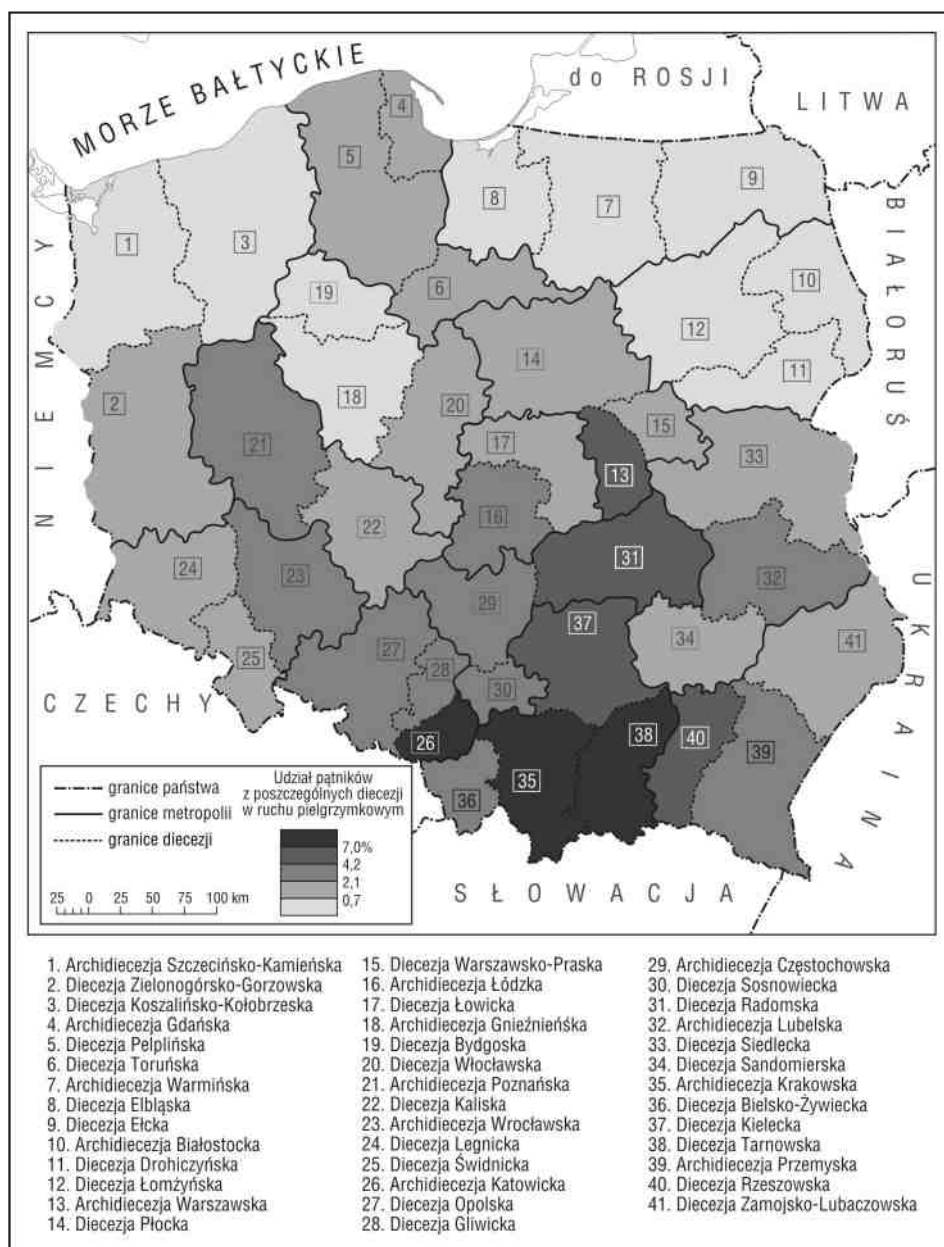 MORZE BAŁTYCKIE
do ROSJI
LITWA
BIAŁORUŚ
NIEMCY
UKRAINA
CZECHY
SŁOWACJA
4
5
9
8
7
1
3
10
19
6
12
14
11
18
2
20
15
21
17
33
13
16
22
31
24
23
32
29
37
34
41
27
25
28
30
26
38
40
39
35
36
granice państwa
granice metropolii
granice diecezji
25 0 25 50 75 100 km
Udział pątników
z poszczególnych diecezji
w ruchu pielgrzymkowym
7,0%
4,2
2,1
0,7
1. Archidiecezja Szczecińsko-Kamieńska
2. Diecezja Zielonogórsko-Gorzowska
3. Diecezja Koszalińsko-Kołobrzeska
4. Archidiecezja Gdańska
5. Diecezja Pelplińska
6. Diecezja Toruńska
7. Archidiecezja Warmińska
8. Diecezja Elbląska
9. Diecezja Ełcka
10. Archidiecezja Białostocka
11. Diecezja Drohiczyńska
12. Diecezja Łomżyńska
13. Archidiecezja Warszawska
14. Diecezja Płocka
15. Diecezja Warszawsko-Praska
16. Archidiecezja Łódzka
17. Diecezja Łowicka
18. Archidiecezja Gnieźnieńśka
19. Diecezja Bydgoska
20. Diecezja Włocławska
21. Archidiecezja Poznańska
22. Diecezja Kaliska
23. Archidiecezja Wrocławska
24. Diecezja Legnicka
25. Diecezja Świdnicka
26. Archidiecezja Katowicka
27. Diecezja Opolska
28. Diecezja Gliwicka
29. Archidiecezja Częstochowska
30. Diecezja Sosnowiecka
31. Diecezja Radomska
32. Archidiecezja Lubelska
33. Diecezja Siedlecka
34. Diecezja Sandomierska
35. Archidiecezja Krakowska
36. Diecezja Bielsko-Żywiecka
37. Diecezja Kielecka
38. Diecezja Tarnowska
39. Archidiecezja Przemyska
40. Diecezja Rzeszowska
41. Diecezja Zamojsko-Lubaczowska